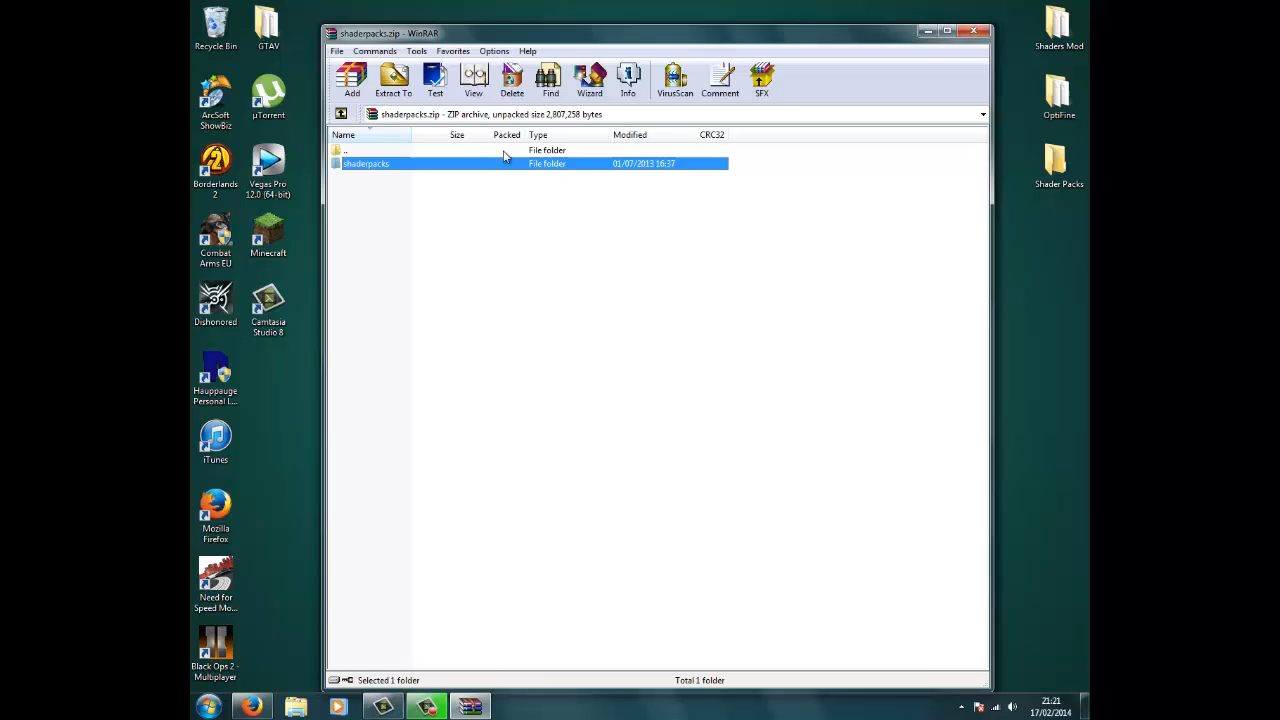 shaderpacks.zip - WinRAR
File Commands Tools Favorites Options Help
Add Extract To Test View Delete Find Wizard Info VirusScan Comment SFX
shaderpacks.zip - ZIP archive, unpacked size 2,807,258 bytes
Name Size Packed Type Modified CRC32
.. File folder
shaderpacks File folder 01/07/2013 16:37
Selected 1 folder Total 1 folder
Recycle Bin
GTAV
ArcSoft
ShowBiz
µTorrent
Borderlands
2
Vegas Pro
12.0 (64-bit)
Combat
Arms EU
Minecraft
Dishonored
Camtasia
Studio 8
Hauppauge
Personal L...
iTunes
Mozilla
Firefox
Need for
Speed Mo...
Black Ops 2 -
Multiplayer
Shaders Mod
OptiFine
Shader Packs
21:21
17/02/2014